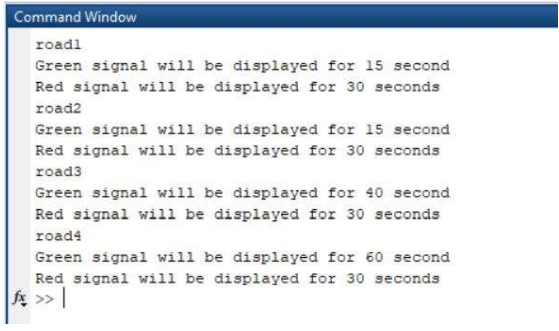 Command Window
road1
Green signal will be displayed for 15 second
Red signal will be displayed for 30 seconds
road2
Green signal will be displayed for 15 second
Red signal will be displayed for 30 seconds
road3
Green signal will be displayed for 40 second
Red signal will be displayed for 30 seconds
road4
Green signal will be displayed for 60 second
Red signal will be displayed for 30 seconds
fx >>